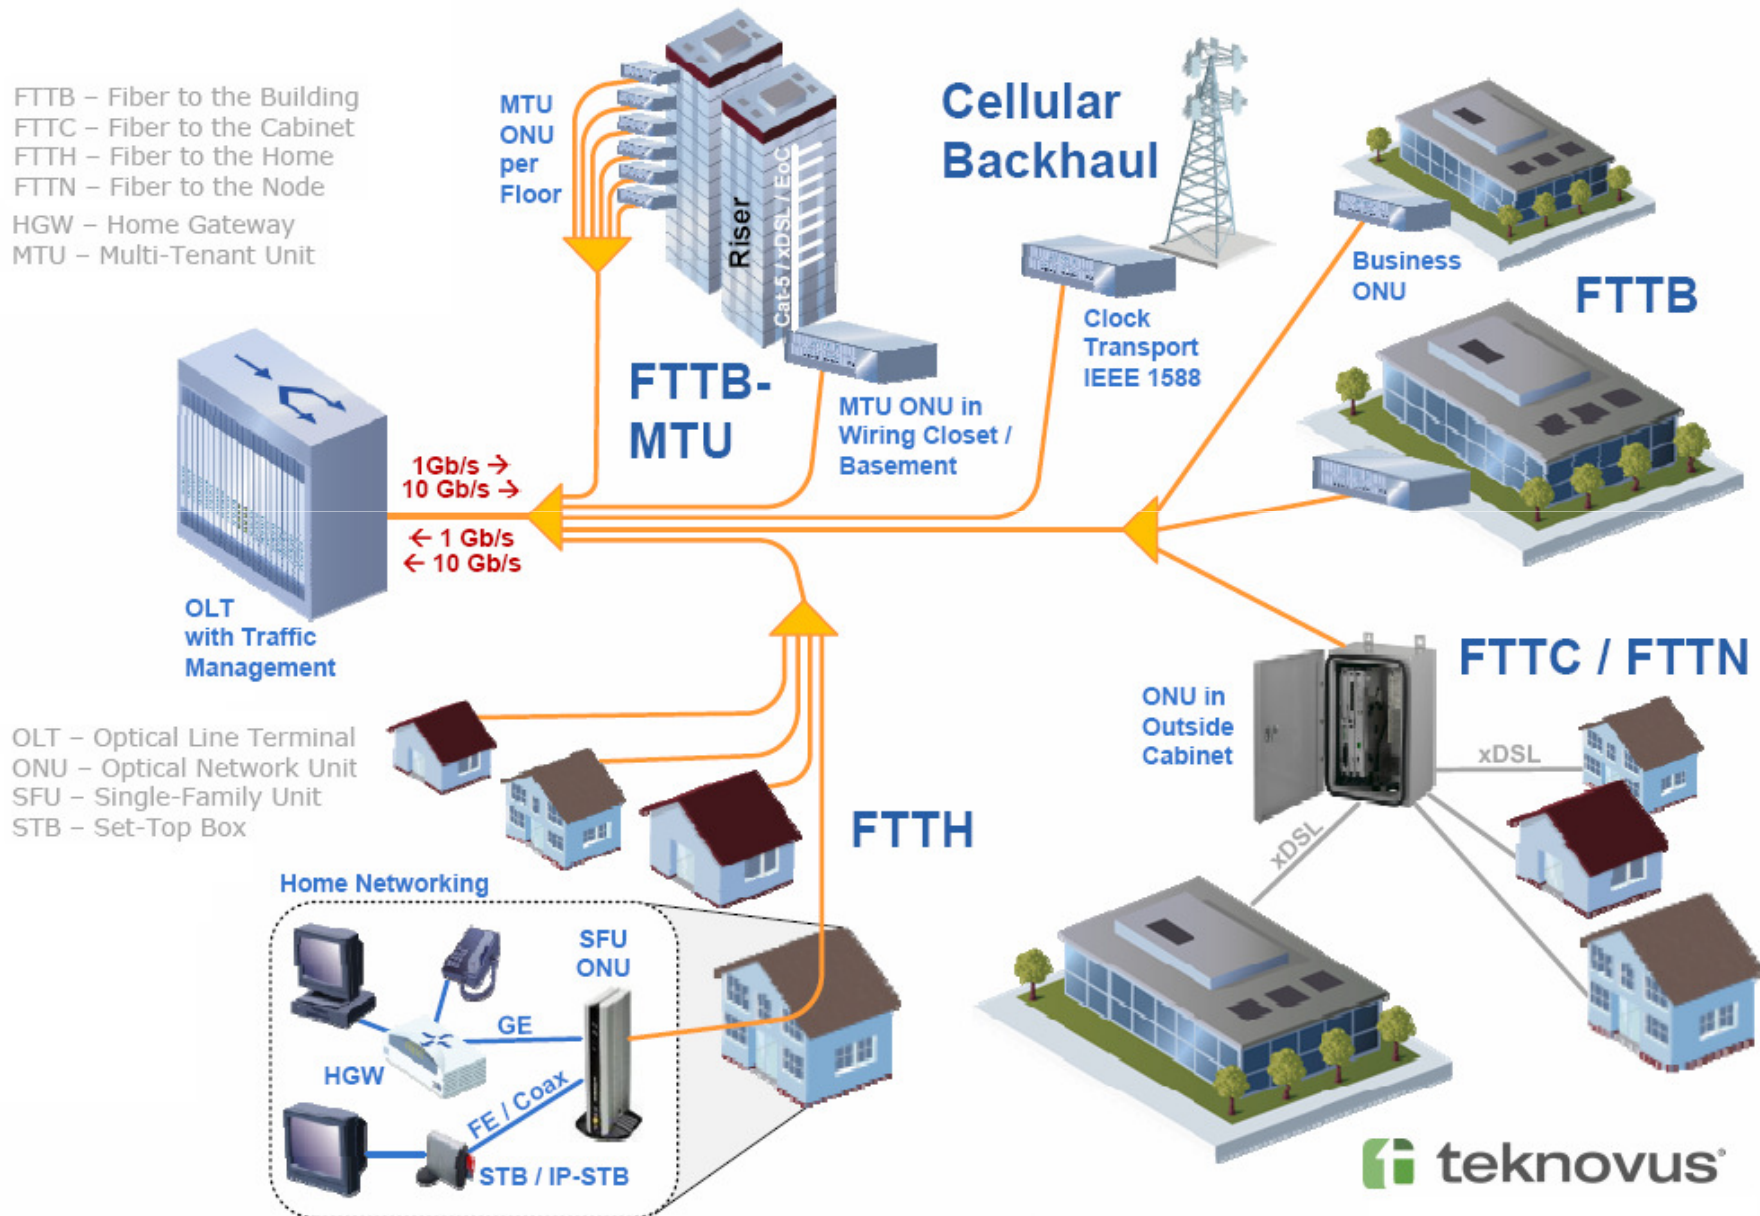 FTTB – Fiber to the Building
FTTC – Fiber to the Cabinet
FTTH – Fiber to the Home
FTTN – Fiber to the Node
HGW – Home Gateway
MTU – Multi-Tenant Unit
MTU
ONU
per
Floor
Riser
Cat-5 / xDSL / EoC
Cellular
Backhaul
Clock
Transport
IEEE 1588
Business
ONU
FTTB
FTTB-
MTU
MTU ONU in
Wiring Closet /
Basement
1Gb/s →
10 Gb/s →
← 1 Gb/s
← 10 Gb/s
OLT
with Traffic
Management
OLT – Optical Line Terminal
ONU – Optical Network Unit
SFU – Single-Family Unit
STB – Set-Top Box
FTTH
FTTC / FTTN
ONU in
Outside
Cabinet
xDSL
xDSL
Home Networking
SFU
ONU
GE
HGW
FE / Coax
STB / IP-STB
teknovus®